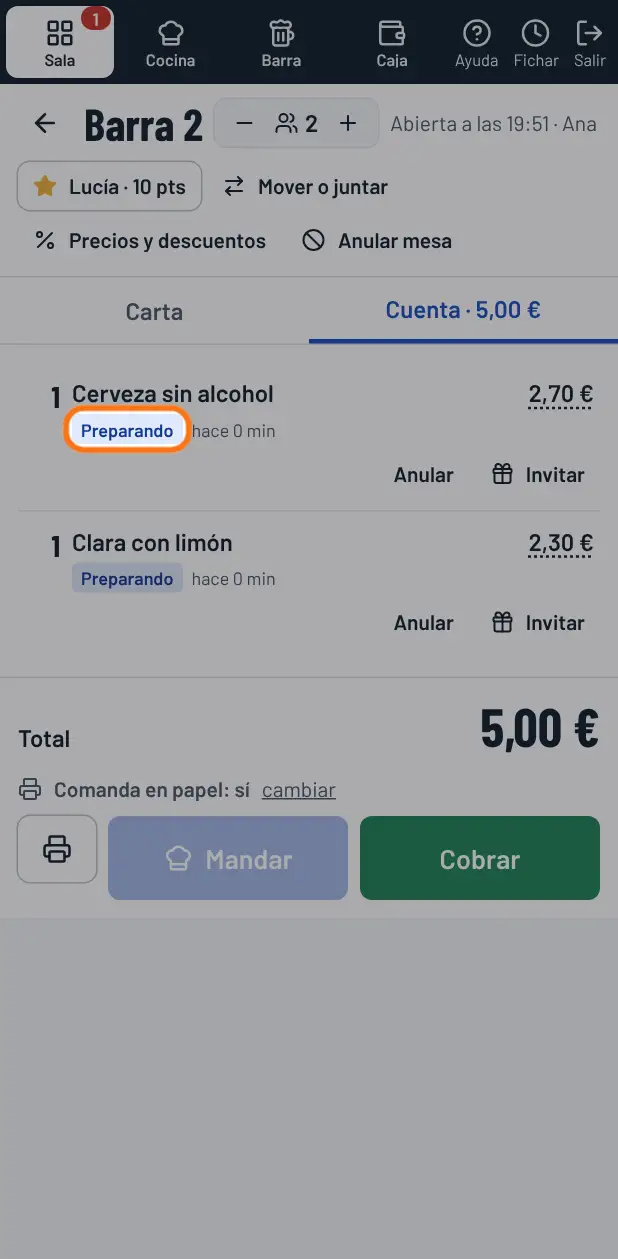 1
Sala
Cocina
Barra
Caja
Ayuda
Fichar
Salir
Barra 2
2
Abierta a las 19:51 · Ana
Lucía · 10 pts
Mover o juntar
% Precios y descuentos
Anular mesa
Carta
Cuenta · 5,00 €
1 Cerveza sin alcohol 2,70 €
Preparando hace 0 min
Anular Invitar
1 Clara con limón 2,30 €
Preparando hace 0 min
Anular Invitar
Total 5,00 €
Comanda en papel: sí cambiar
Mandar
Cobrar